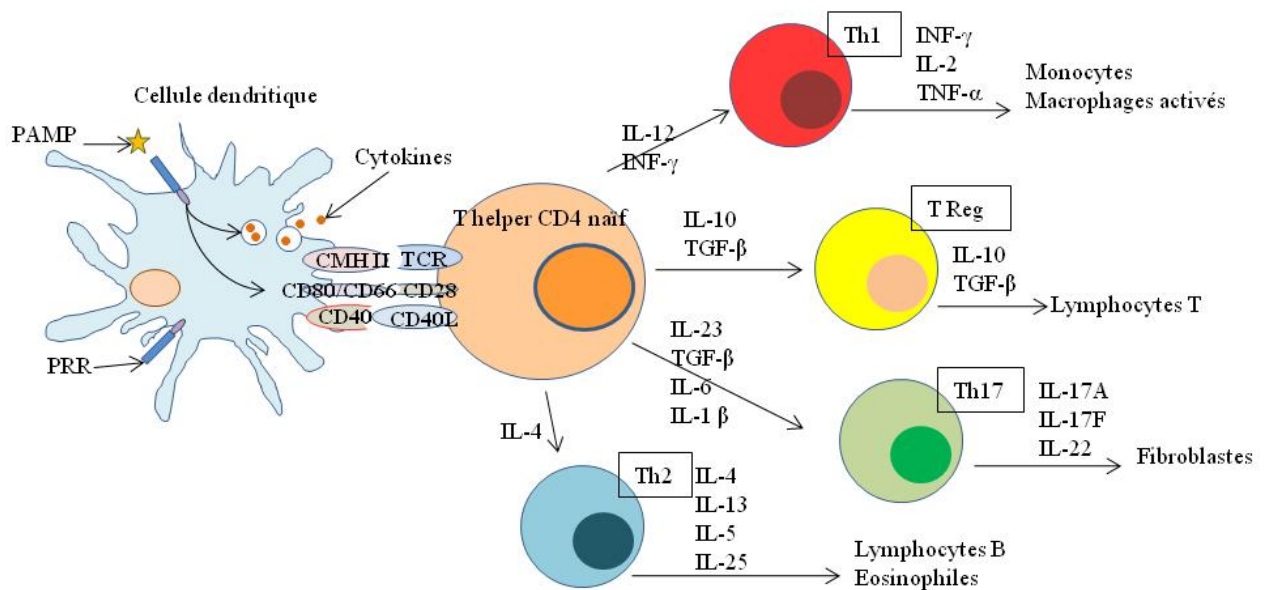 Cellule dendritique
PAMP
Cytokines
PRR
CMH II TCR
CD80/CD66 CD28
CD40 CD40L
T helper CD4 naïf
IL-12
INF-γ
Th1
INF-γ
IL-2
TNF-α
Monocytes
Macrophages activés
IL-10
TGF-β
T Reg
IL-10
TGF-β
Lymphocytes T
IL-23
TGF-β
IL-6
IL-1 β
Th17
IL-17A
IL-17F
IL-22
Fibroblastes
IL-4
Th2
IL-4
IL-13
IL-5
IL-25
Lymphocytes B
Eosinophiles